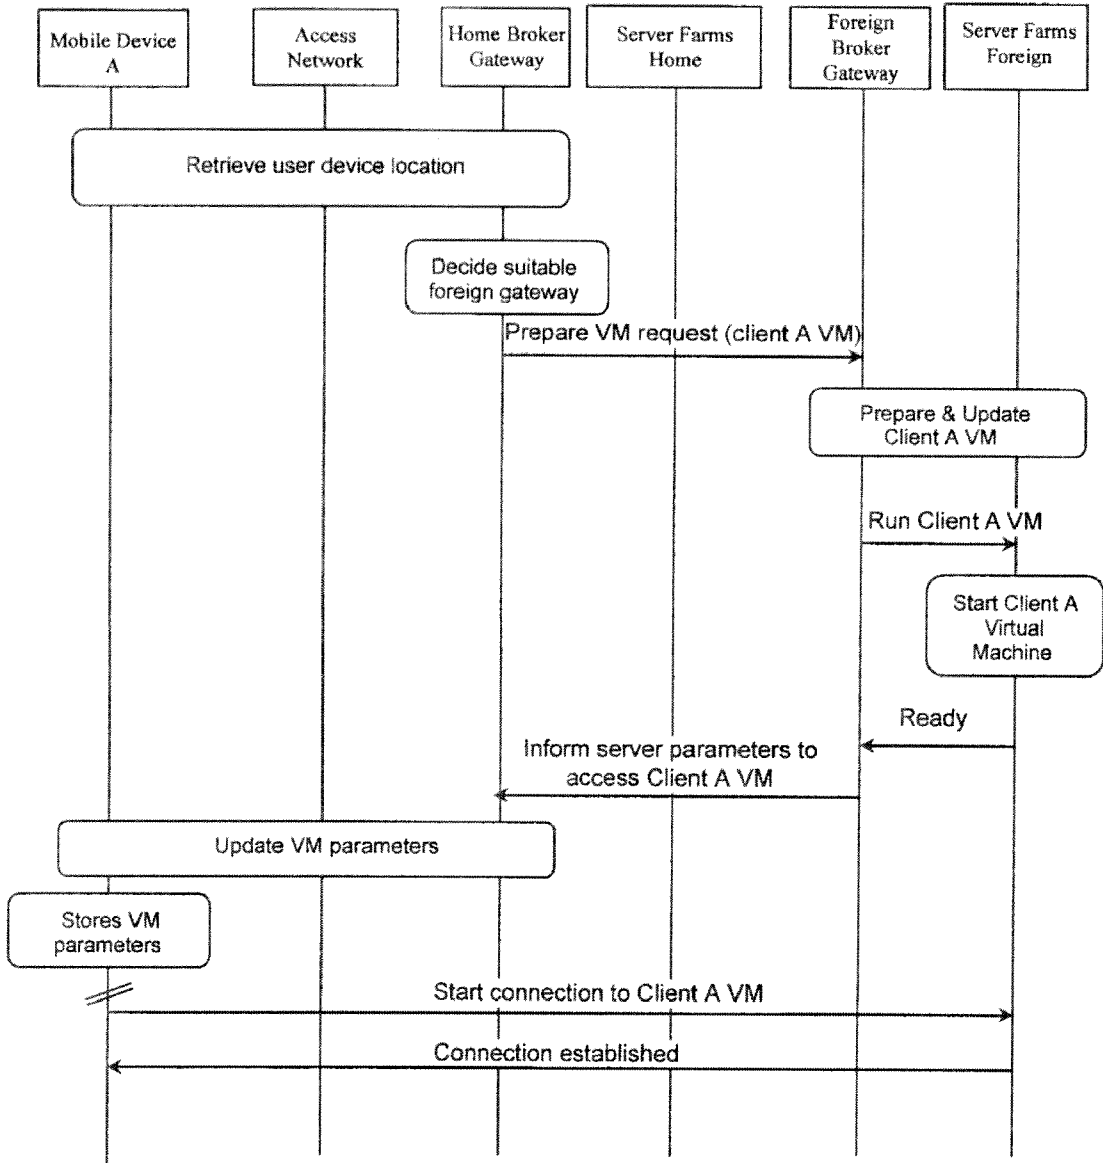 Mobile Device
A
Access
Network
Home Broker
Gateway
Server Farms
Home
Foreign
Broker
Gateway
Server Farms
Foreign
Retrieve user device location
Decide suitable
foreign gateway
Prepare VM request (client A VM)
Prepare & Update
Client A VM
Run Client A VM
Start Client A
Virtual
Machine
Ready
Inform server parameters to
access Client A VM
Update VM parameters
Stores VM
parameters
Start connection to Client A VM
Connection established